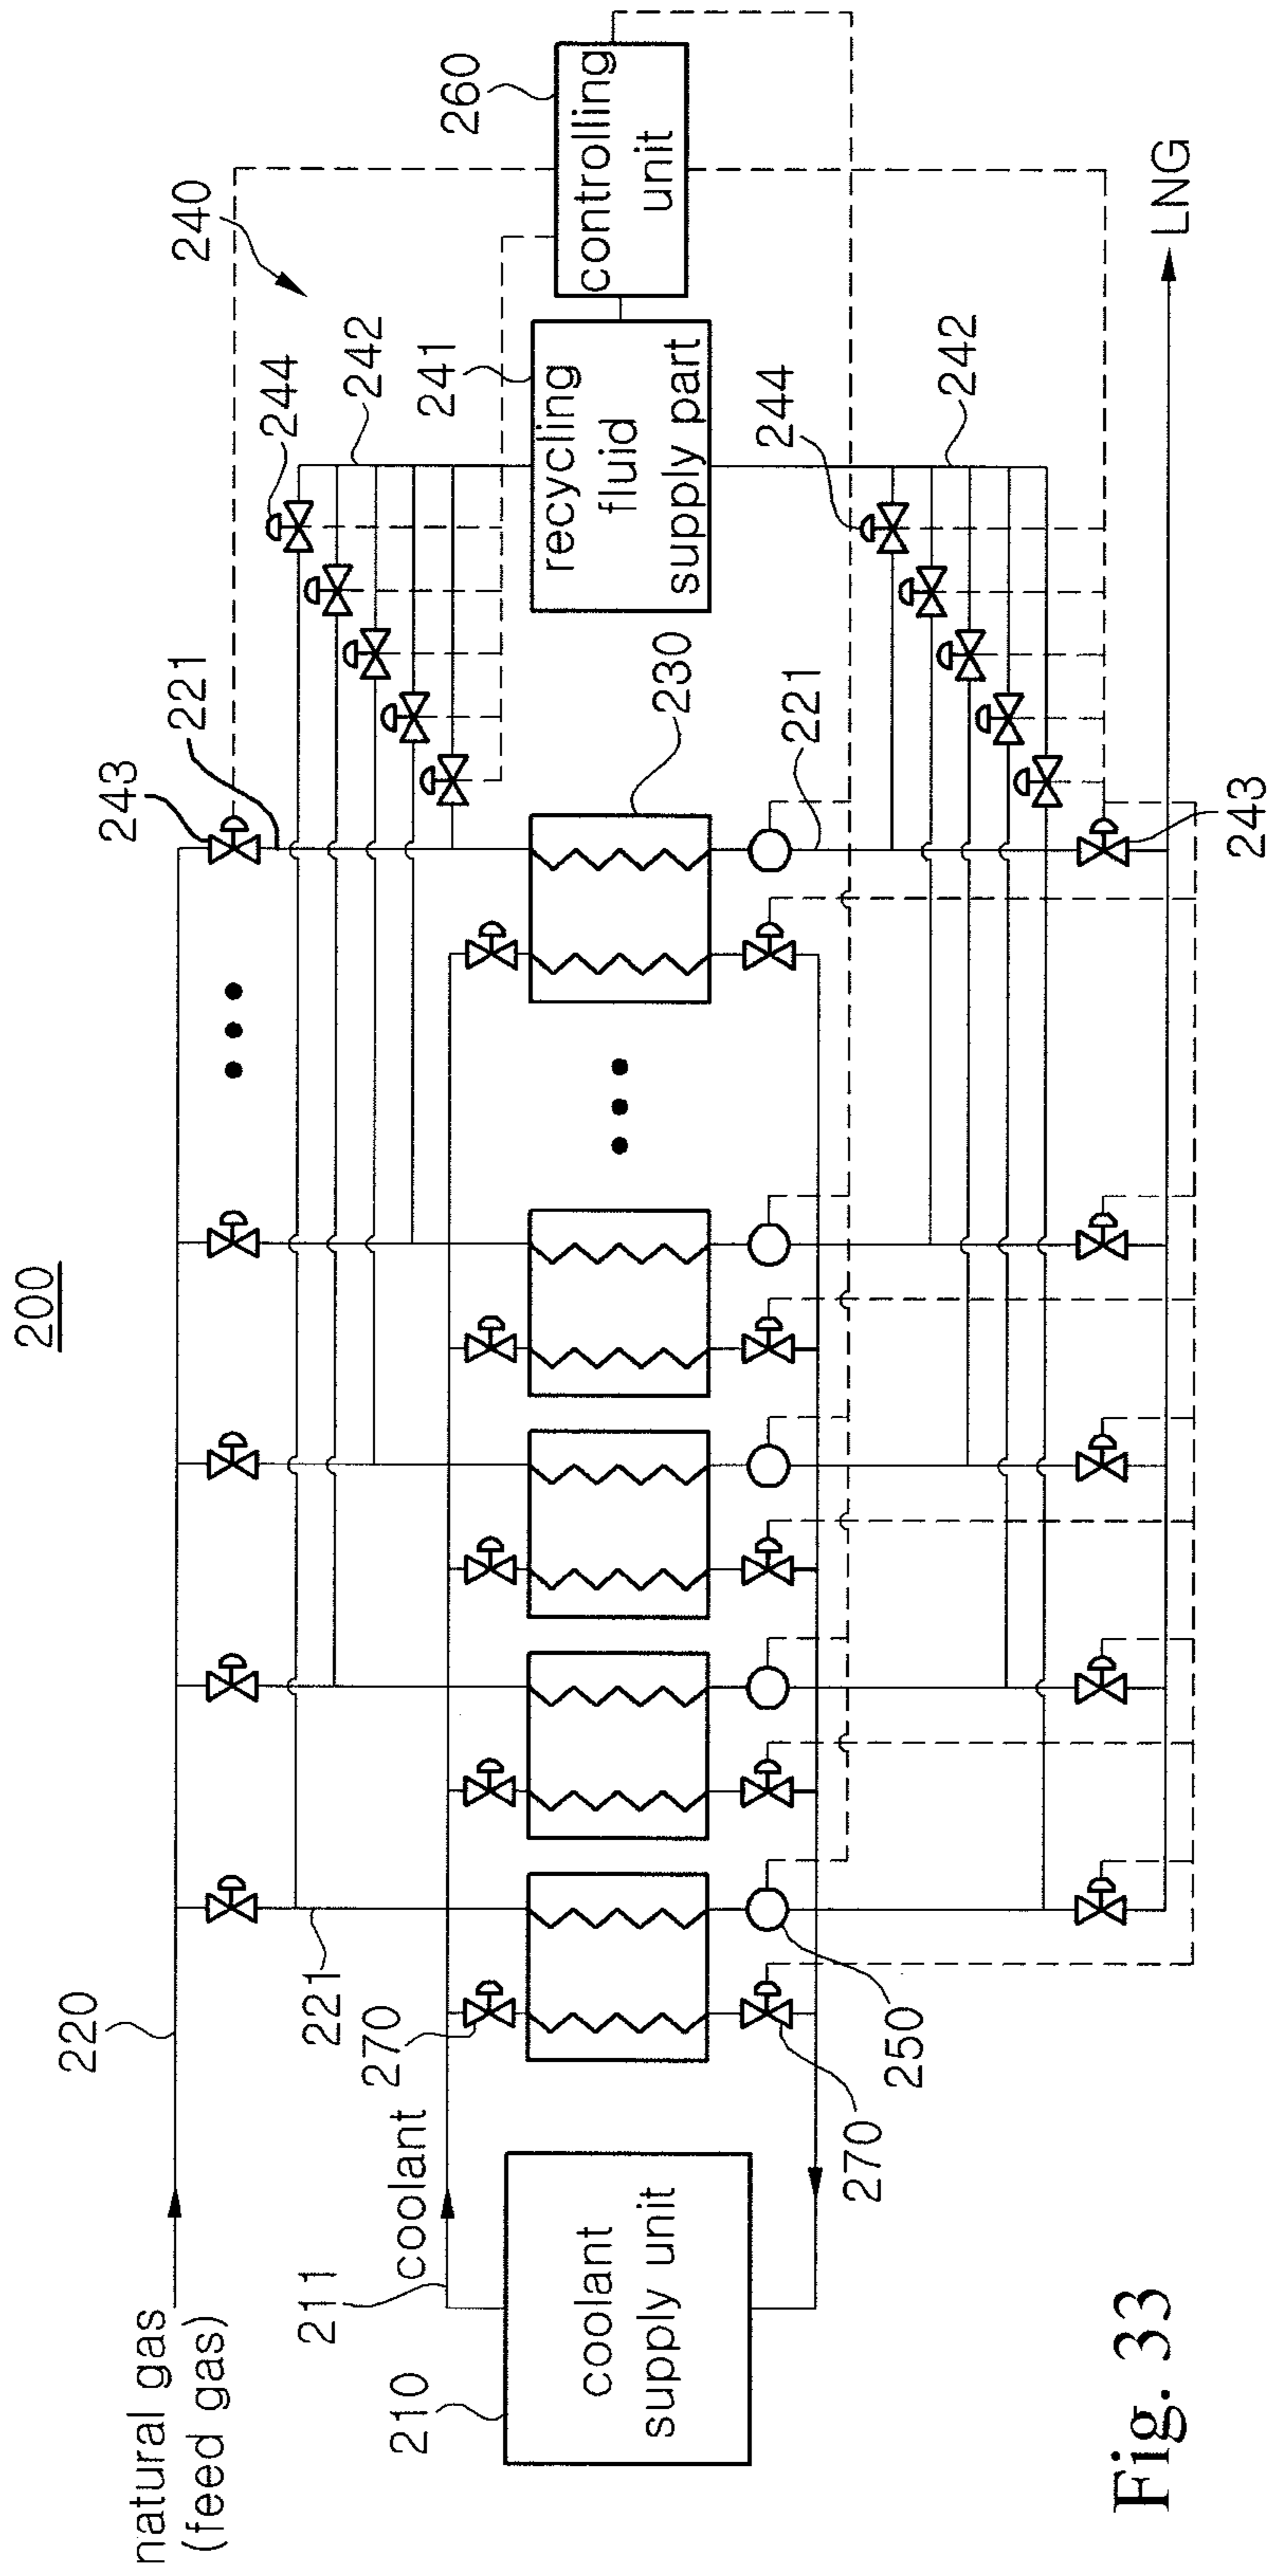 200
natural gas
(feed gas)
220
221
243
221
240
244
242
241
260
controlling
unit
recycling
fluid
supply part
210
211
coolant
270
coolant
supply unit
230
221
244
242
270
250
243
LNG
Fig. 33